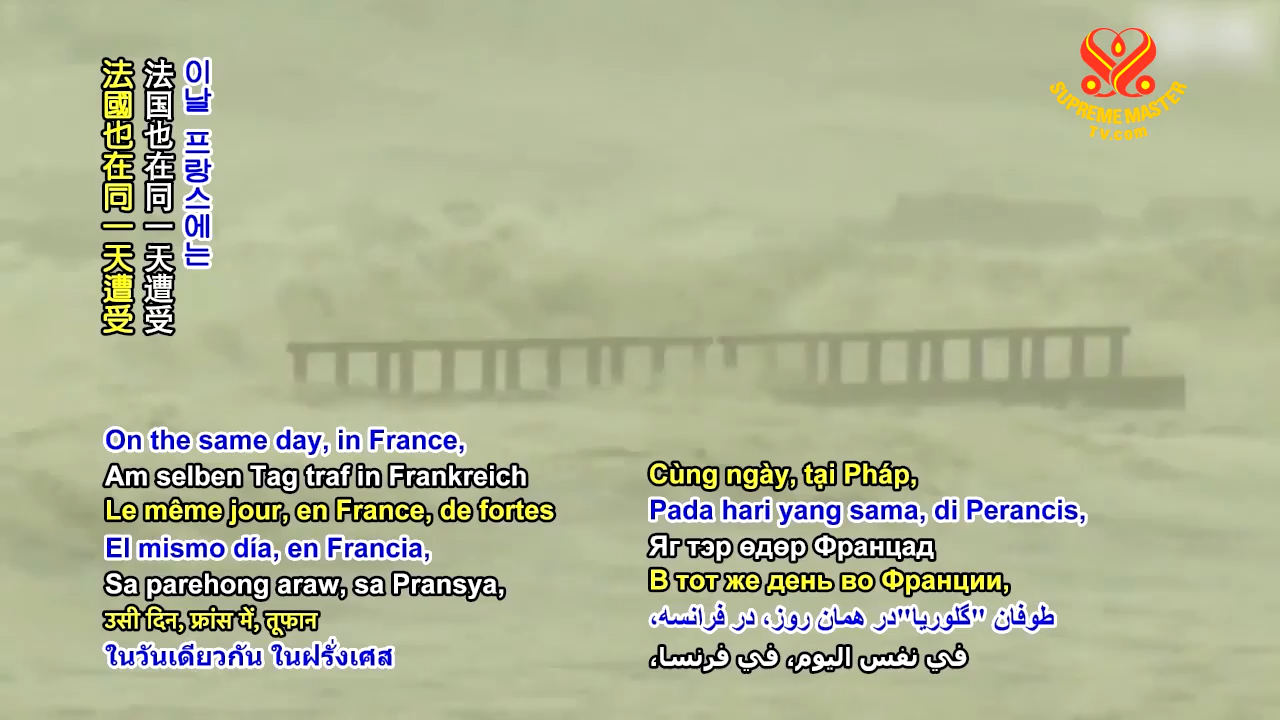 이날 프랑스에는
法国也在同一天遭受
法國也在同一天遭受
SUPREME MASTER
TV.com
On the same day, in France,
Am selben Tag traf in Frankreich
Le même jour, en France, de fortes
El mismo día, en Francia,
Sa parehong araw, sa Pransya,
उसी दिन, फ्रांस में, तूफान
ในวันเดียวกัน ในฝรั่งเศส
Cùng ngày, tại Pháp,
Pada hari yang sama, di Perancis,
Яг тэр өдөр Францад
В тот же день во Франции,
طوفان "گلوریا"در همان روز، در فرانسه،
في نفس اليوم، في فرنسا،